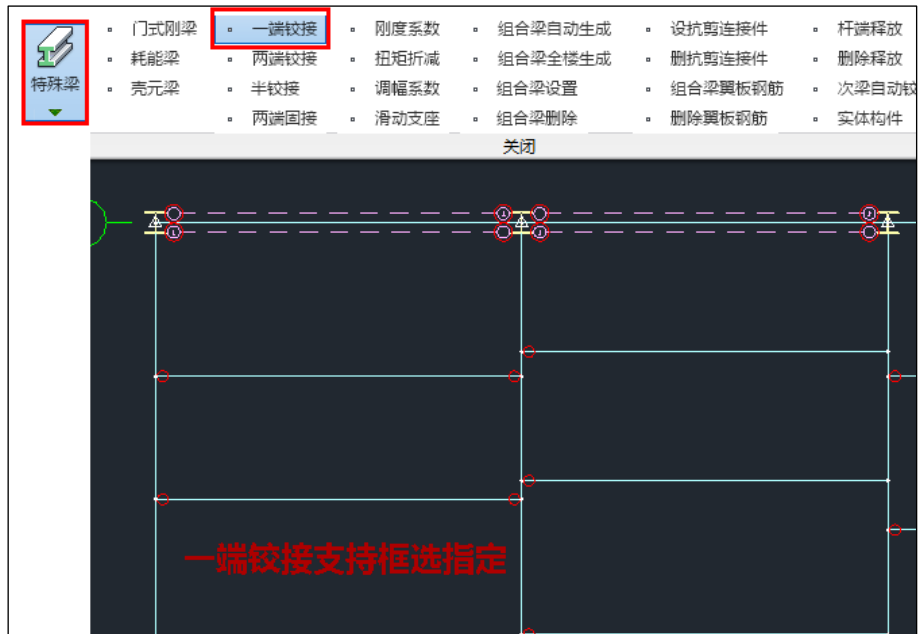 特殊梁
门式刚梁 一端铰接 刚度系数 组合梁自动生成 设抗剪连接件 杆端释放
耗能梁 两端铰接 扭矩折减 组合梁全楼生成 删抗剪连接件 删除释放
壳元梁 半铰接 调幅系数 组合梁设置 组合梁翼板钢筋 次梁自动铰
两端固接 滑动支座 组合梁删除 删除翼板钢筋 实体构件
关闭
一端铰接支持框选指定